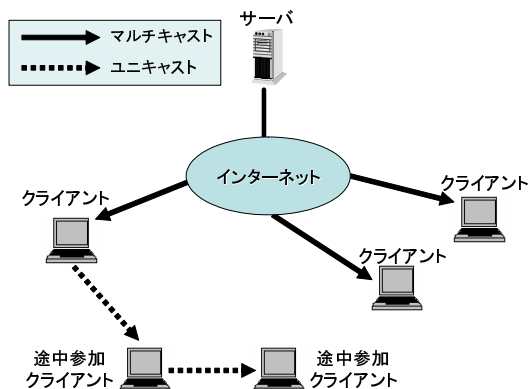 サーバ
マルチキャスト
ユニキャスト
インターネット
クライアント
クライアント
クライアント
途中参加
クライアント
途中参加
クライアント